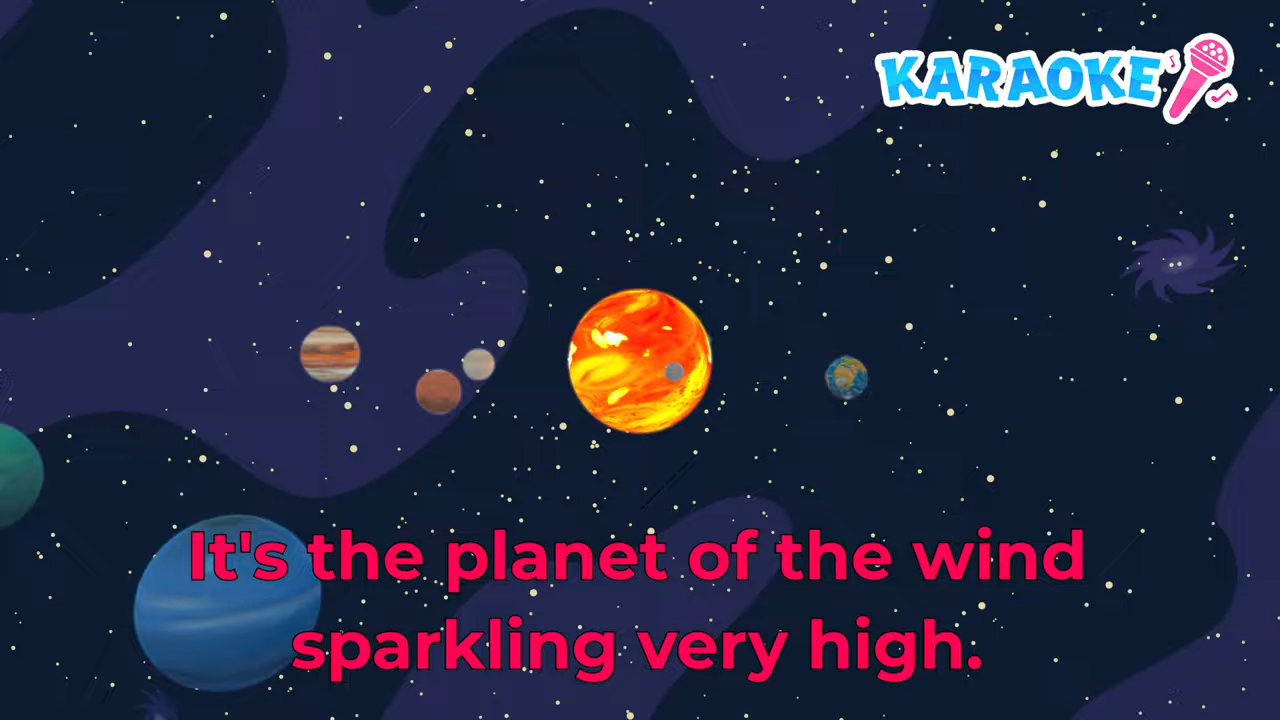 KARAOKE
It's the planet of the wind
sparkling very high.